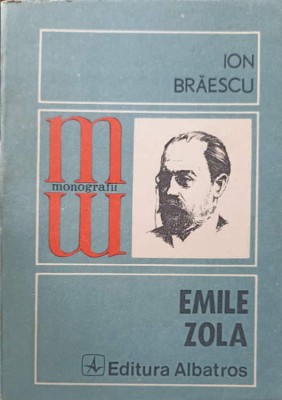 ION
BRĂESCU
m
monografii
m
EMILE
ZOLA
A Editura Albatros